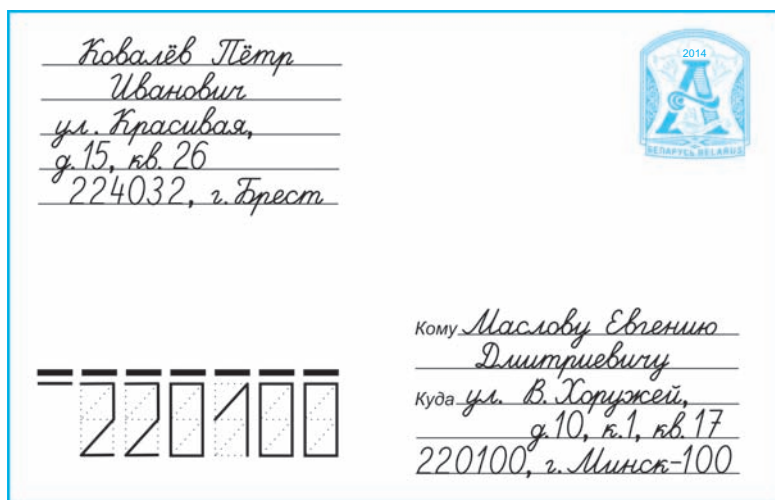 Ковалёв Пётр
Иванович
ул. Красивая,
д. 15, кв. 26
224032, г. Брест
2014
А
БЕЛАРУСЬ BELARUS
Кому Маслову Евгению
Дмитриевичу
Куда ул. В. Хоружей,
д. 10, к. 1, кв. 17
220100, г. Минск-100
220100